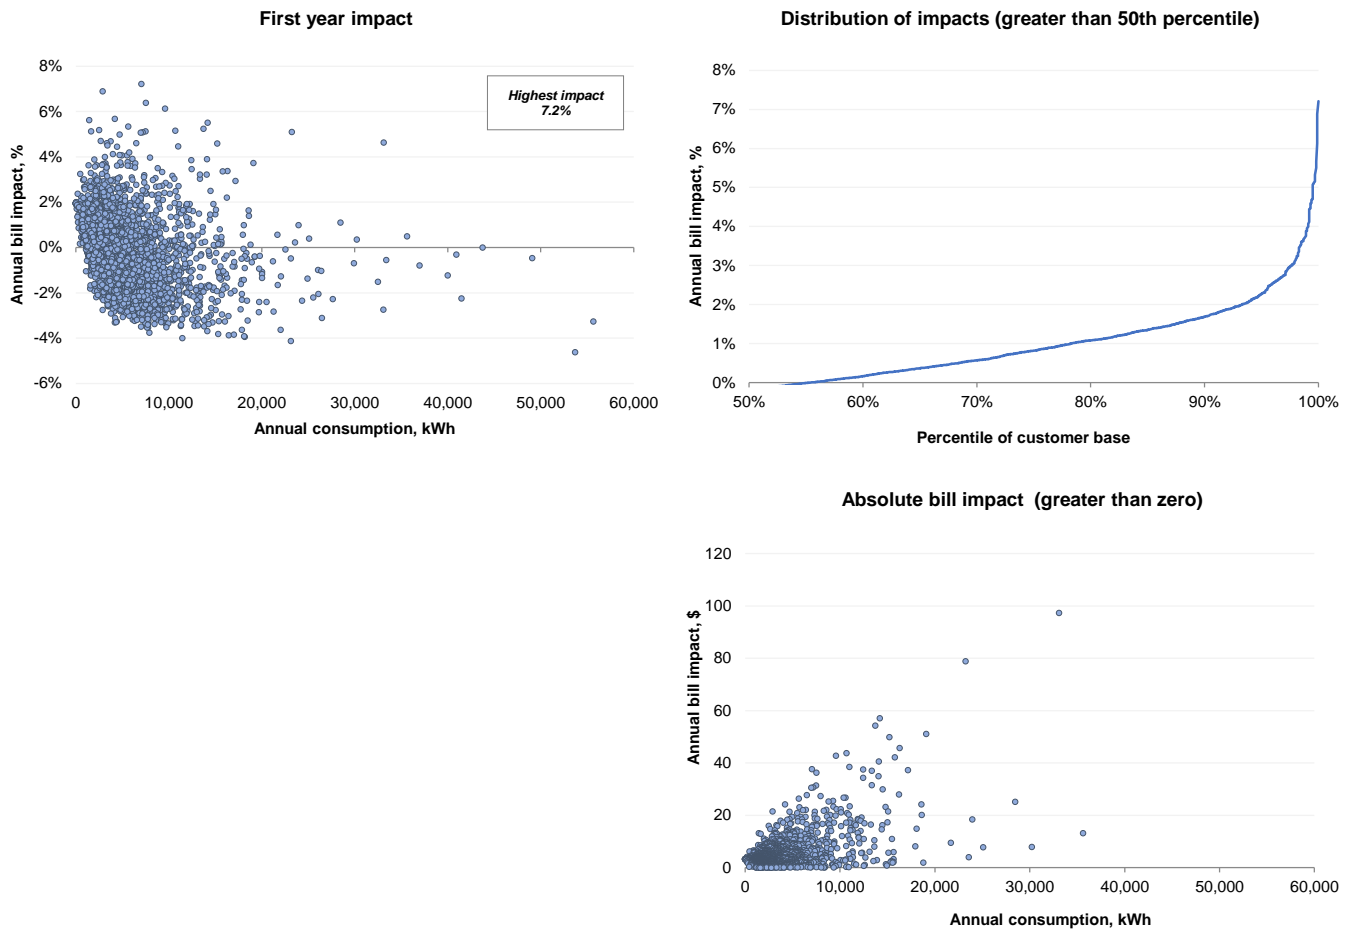 First year impact
8%
6%
4%
2%
0%
-2%
-4%
-6%
Annual bill impact, %
Highest impact
7.2%
0 10,000 20,000 30,000 40,000 50,000 60,000
Annual consumption, kWh
Distribution of impacts (greater than 50th percentile)
8%
7%
6%
5%
4%
3%
2%
1%
0%
Annual bill impact, %
50% 60% 70% 80% 90% 100%
Percentile of customer base
Absolute bill impact (greater than zero)
120
100
80
60
40
20
0
Annual bill impact, $
0 10,000 20,000 30,000 40,000 50,000 60,000
Annual consumption, kWh